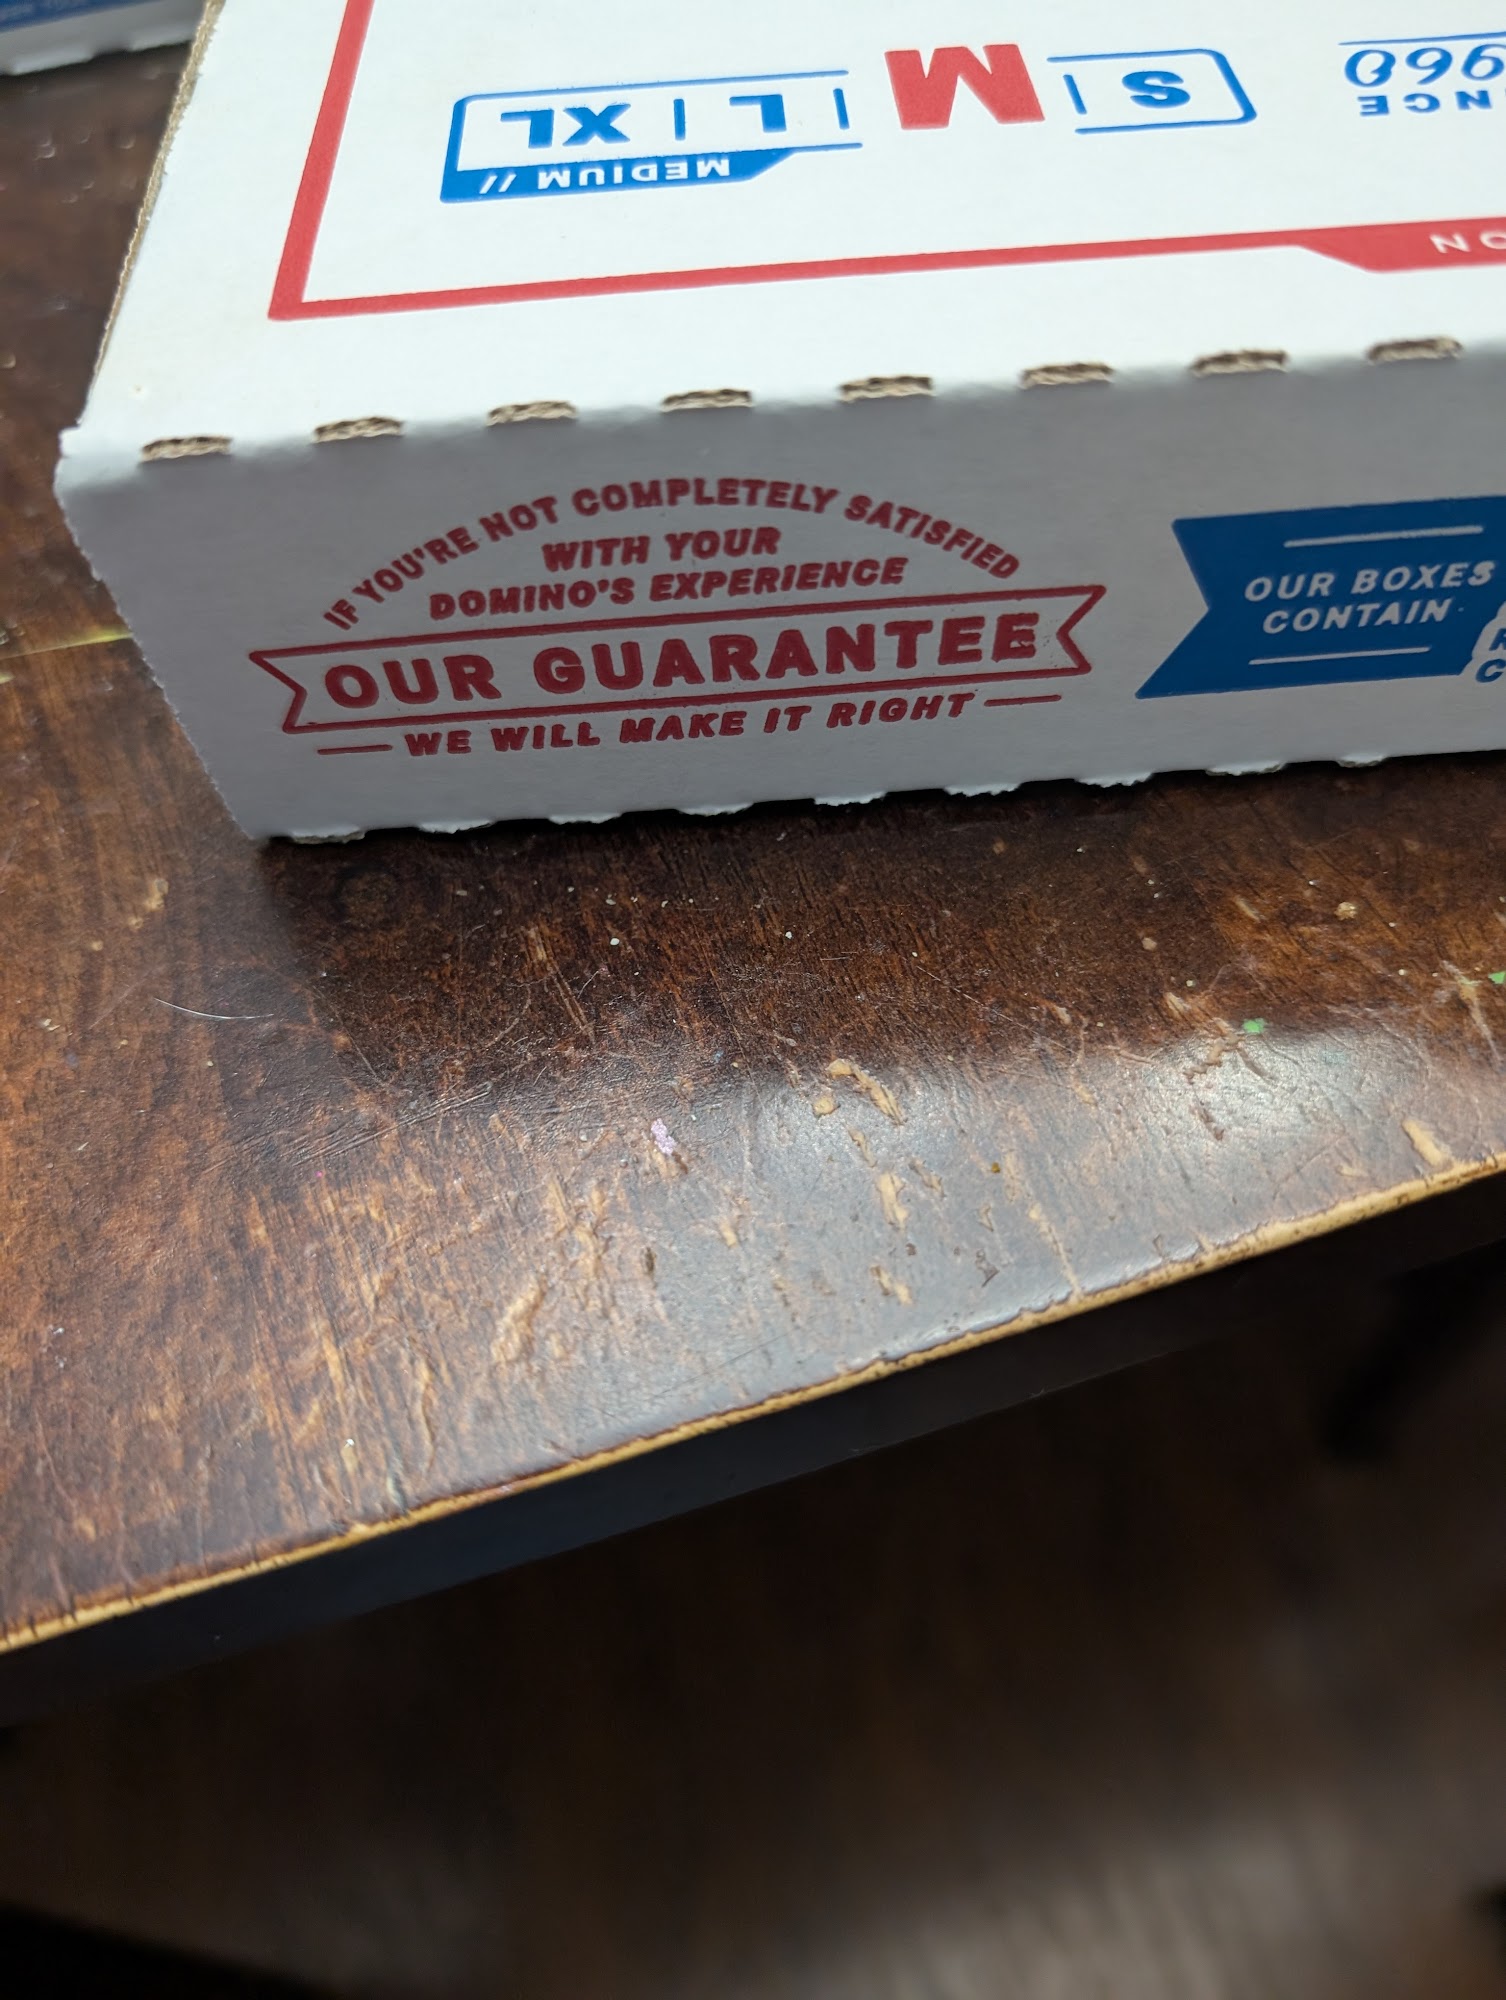 S | M | L | XL
MEDIUM //
IF YOU'RE NOT COMPLETELY SATISFIED
WITH YOUR
DOMINO'S EXPERIENCE
OUR GUARANTEE
WE WILL MAKE IT RIGHT
OUR BOXES
CONTAIN